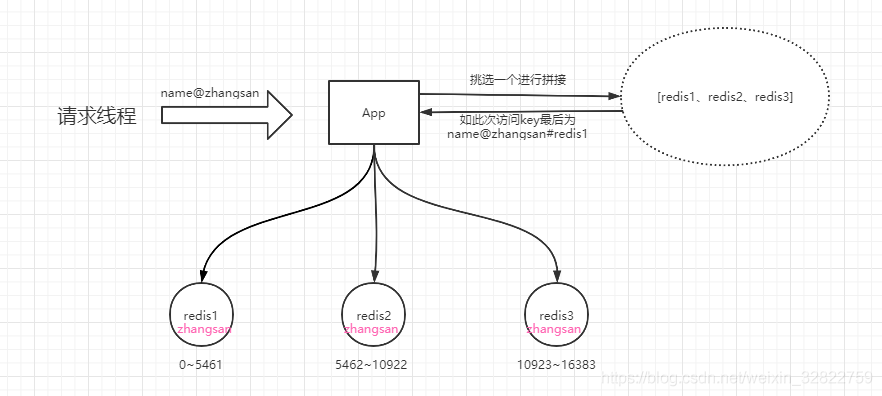 name@zhangsan
请求线程
App
挑选一个进行拼接
如此次访问key最后为
name@zhangsan#redis1
[redis1、redis2、redis3]
redis1
zhangsan
redis2
zhangsan
redis3
zhangsan
0~5461
5462~10922
10923~16383
https://blog.csdn.net/weixin_32822759